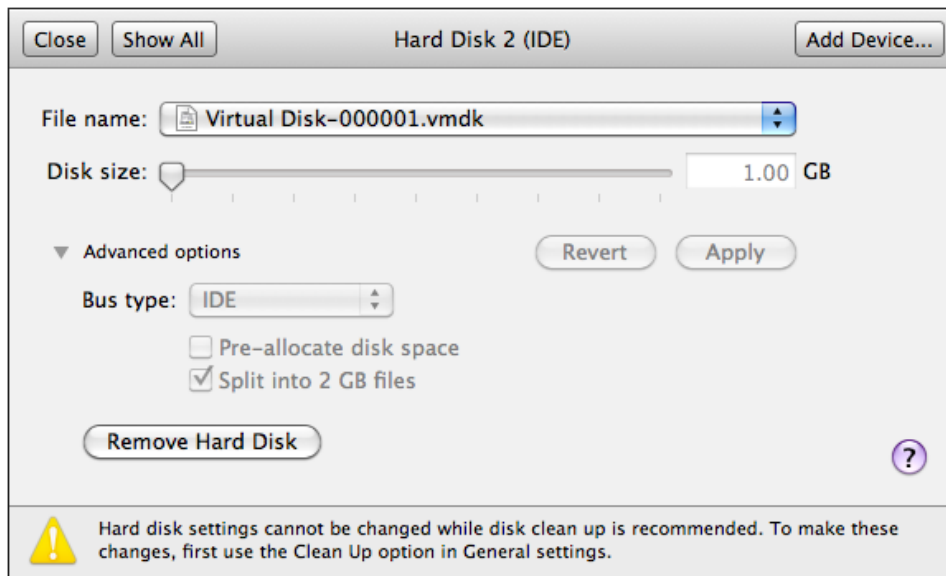 Close Show All Hard Disk 2 (IDE) Add Device...
File name: Virtual Disk-000001.vmdk
Disk size: 1.00 GB
Advanced options Revert Apply
Bus type: IDE
Pre-allocate disk space
Split into 2 GB files
Remove Hard Disk
?
Hard disk settings cannot be changed while disk clean up is recommended. To make these
changes, first use the Clean Up option in General settings.